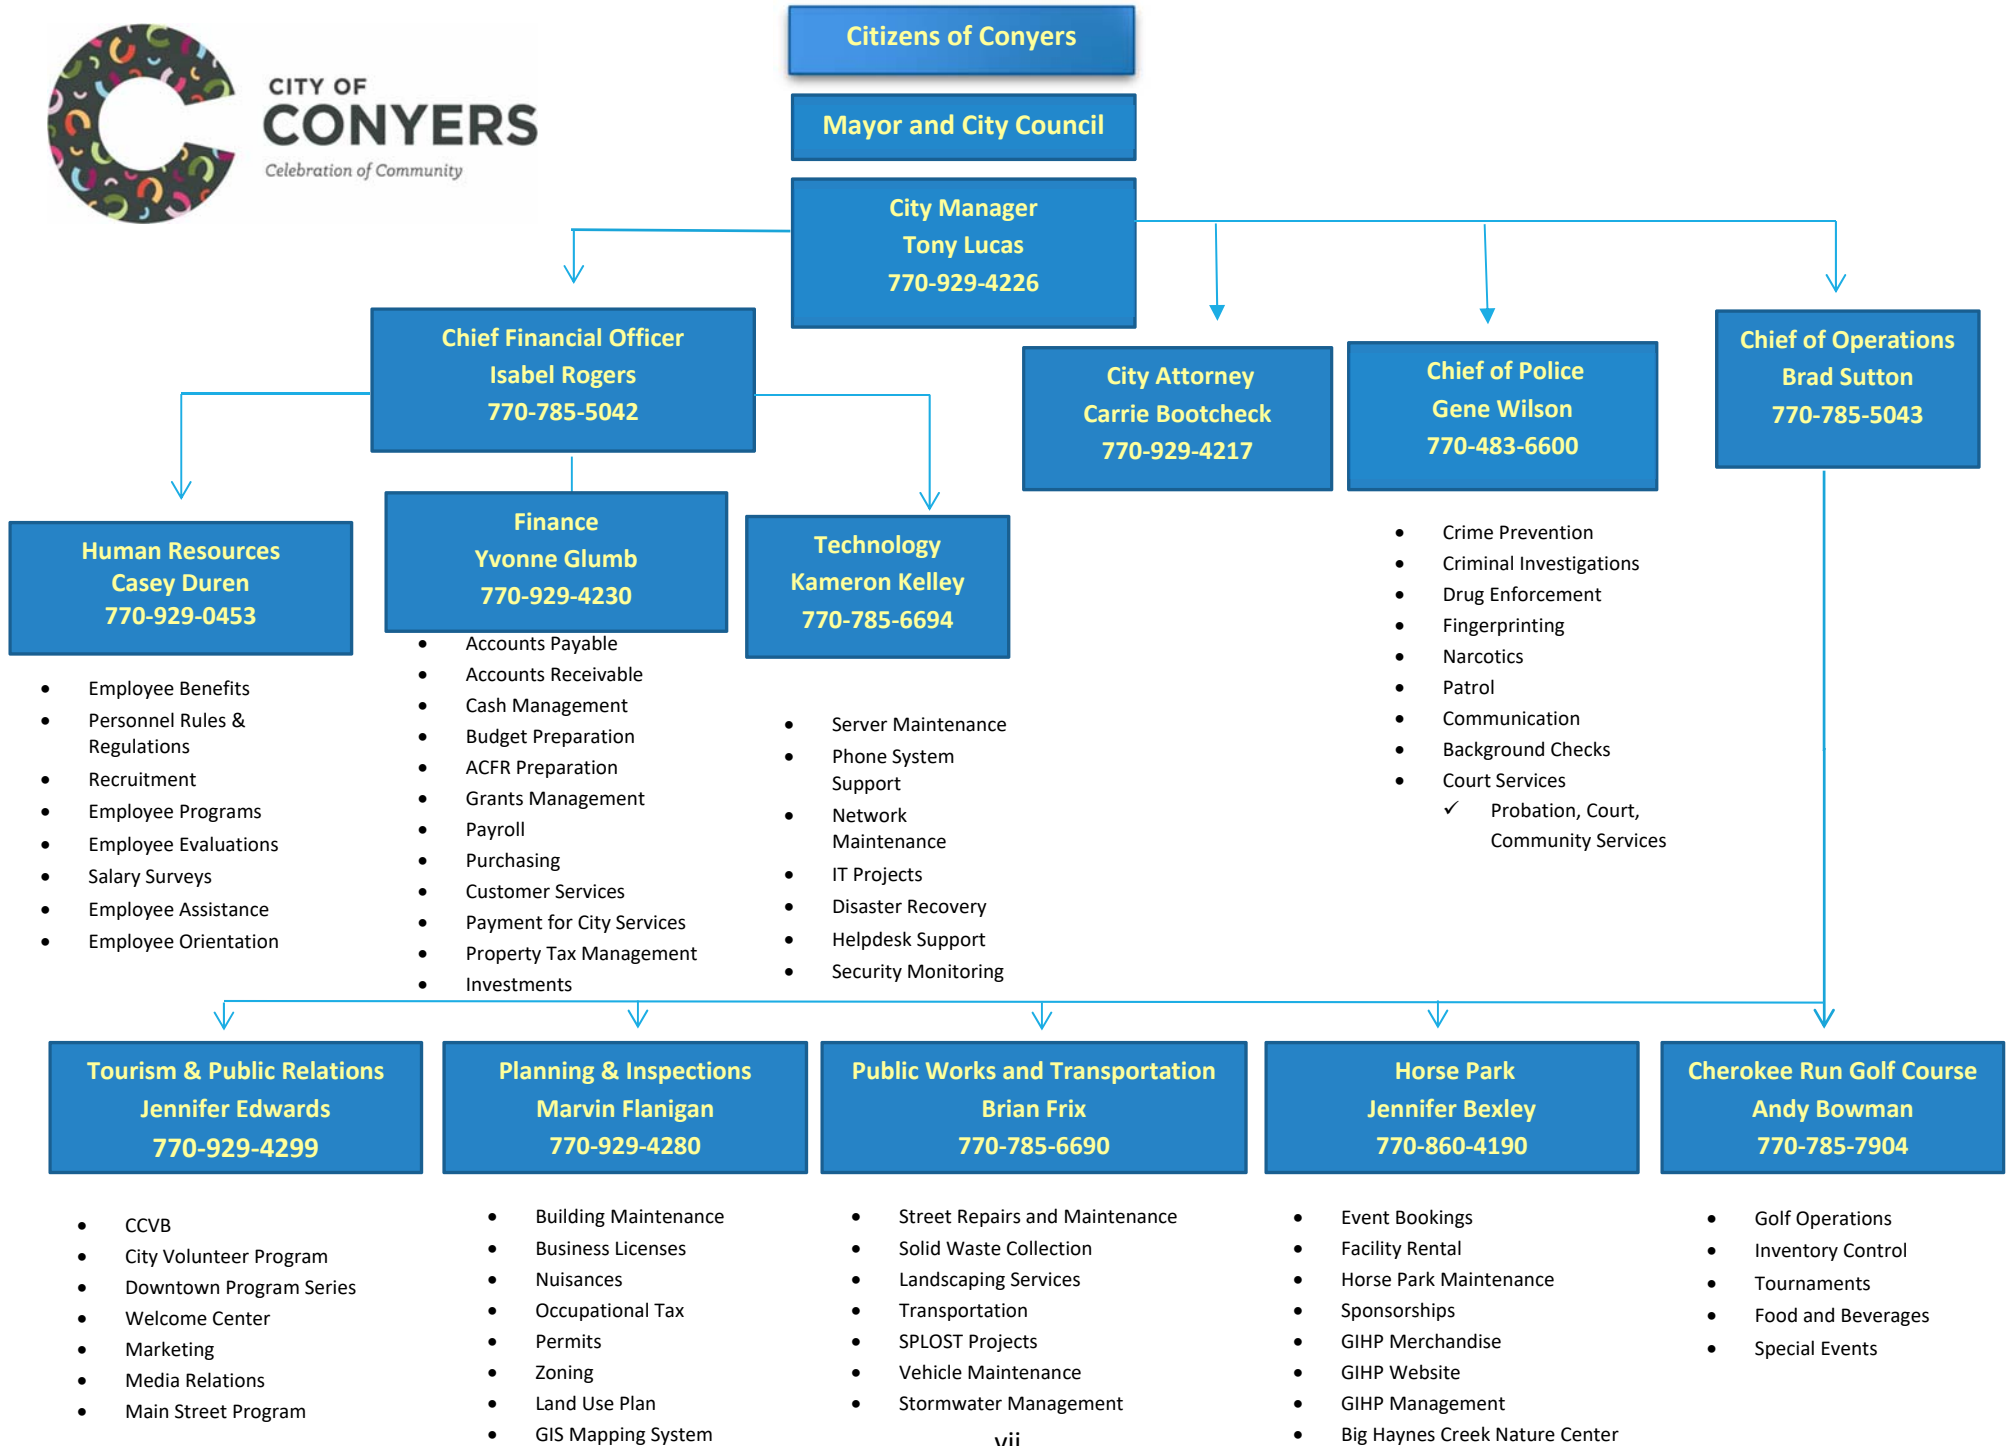 CITY OF
CONYERS
Celebration of Community
Citizens of Conyers
Mayor and City Council
City Manager
Tony Lucas
770-929-4226
Chief Financial Officer
Isabel Rogers
770-785-5042
City Attorney
Carrie Bootcheck
770-929-4217
Chief of Police
Gene Wilson
770-483-6600
Chief of Operations
Brad Sutton
770-785-5043
Human Resources
Casey Duren
770-929-0453
• Employee Benefits
• Personnel Rules &
Regulations
• Recruitment
• Employee Programs
• Employee Evaluations
• Salary Surveys
• Employee Assistance
• Employee Orientation
Finance
Yvonne Glumb
770-929-4230
• Accounts Payable
• Accounts Receivable
• Cash Management
• Budget Preparation
• ACFR Preparation
• Grants Management
• Payroll
• Purchasing
• Customer Services
• Payment for City Services
• Property Tax Management
• Investments
Technology
Kameron Kelley
770-785-6694
• Server Maintenance
• Phone System
Support
• Network
Maintenance
• IT Projects
• Disaster Recovery
• Helpdesk Support
• Security Monitoring
• Crime Prevention
• Criminal Investigations
• Drug Enforcement
• Fingerprinting
• Narcotics
• Patrol
• Communication
• Background Checks
• Court Services
✓ Probation, Court,
Community Services
Tourism & Public Relations
Jennifer Edwards
770-929-4299
• CCVB
• City Volunteer Program
• Downtown Program Series
• Welcome Center
• Marketing
• Media Relations
• Main Street Program
Planning & Inspections
Marvin Flanigan
770-929-4280
• Building Maintenance
• Business Licenses
• Nuisances
• Occupational Tax
• Permits
• Zoning
• Land Use Plan
• GIS Mapping System
Public Works and Transportation
Brian Frix
770-785-6690
• Street Repairs and Maintenance
• Solid Waste Collection
• Landscaping Services
• Transportation
• SPLOST Projects
• Vehicle Maintenance
• Stormwater Management
Horse Park
Jennifer Bexley
770-860-4190
• Event Bookings
• Facility Rental
• Horse Park Maintenance
• Sponsorships
• GIHP Merchandise
• GIHP Website
• GIHP Management
• Big Haynes Creek Nature Center
Cherokee Run Golf Course
Andy Bowman
770-785-7904
• Golf Operations
• Inventory Control
• Tournaments
• Food and Beverages
• Special Events
vii